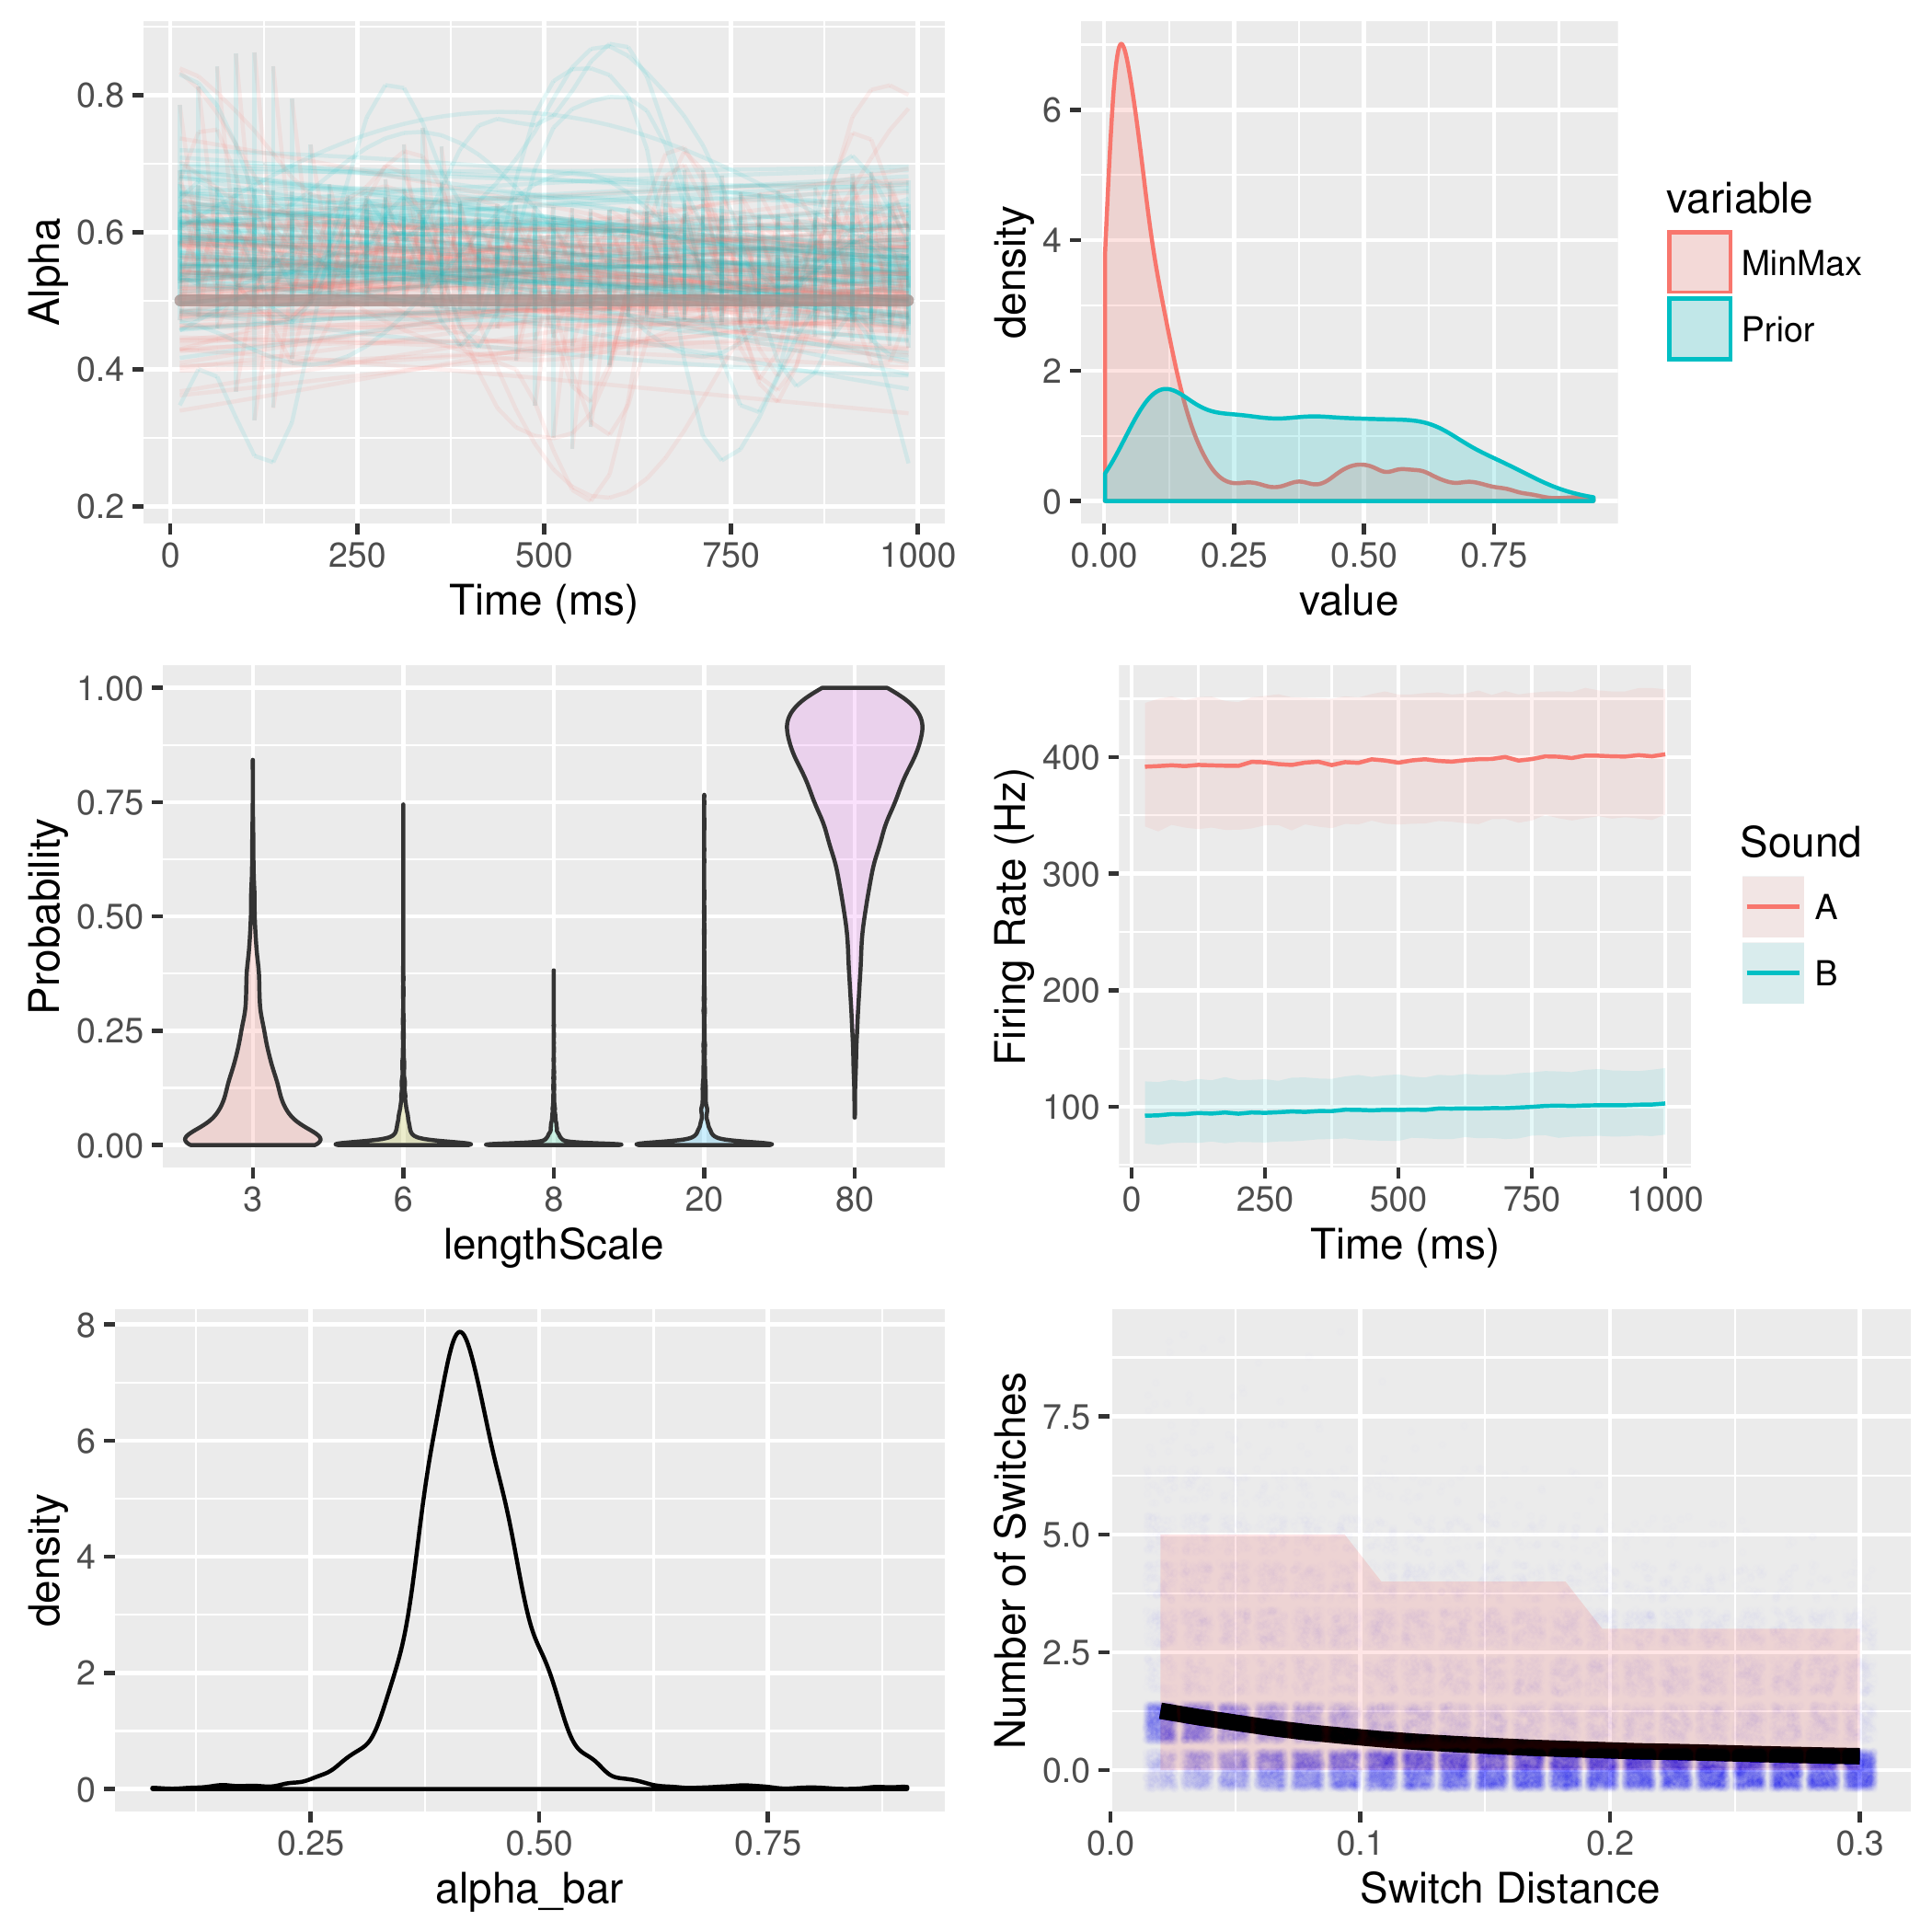 Alpha
0.8
0.6
0.4
0.2
0 250 500 750 1000
Time (ms)
density
6
4
2
0
0.00 0.25 0.50 0.75
value
variable
MinMax
Prior
Probability
1.00
0.75
0.50
0.25
0.00
3 6 8 20 80
lengthScale
Firing Rate (Hz)
400
300
200
100
0 250 500 750 1000
Time (ms)
Sound
A
B
density
8
6
4
2
0
0.25 0.50 0.75
alpha_bar
Number of Switches
7.5
5.0
2.5
0.0
0.0 0.1 0.2 0.3
Switch Distance